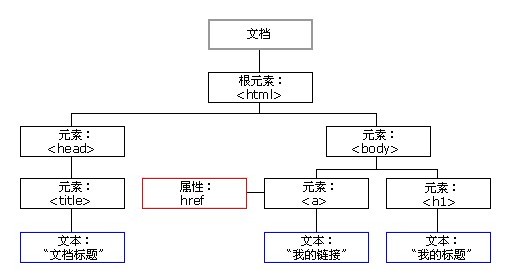 文档
根元素：
<html>
元素：
<head>
元素：
<body>
元素：
<title>
属性：
href
元素：
<a>
元素：
<h1>
文本：
“文档标题”
文本：
“我的链接”
文本：
“我的标题”